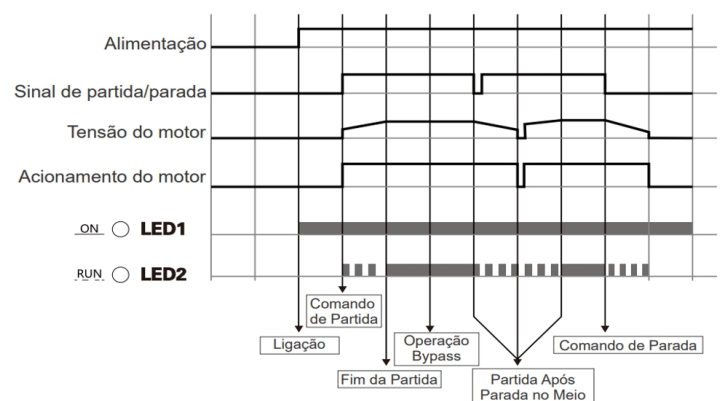 Alimentação
Sinal de partida/parada
Tensão do motor
Acionamento do motor
ON LED1
RUN LED2
Comando
de Partida
Ligação
Operação
Bypass
Comando de Parada
Fim da Partida
Partida Após
Parada no Meio